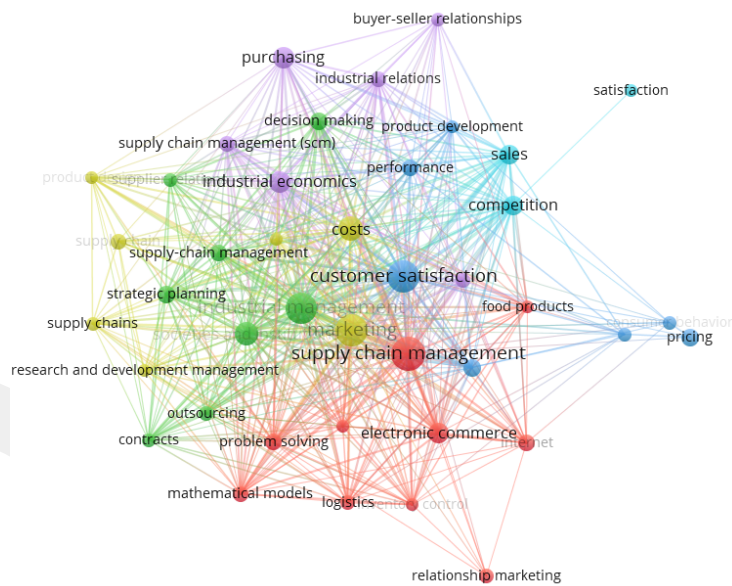 buyer-seller relationships
purchasing
industrial relations
satisfaction
decision making
product development
supply chain management (scm)
sales
performance
industrial economics
competition
costs
supply chain
supply-chain management
customer satisfaction
strategic planning
industrial management
food products
supply chains
marketing
consumer behavior
pricing
supply chain management
research and development management
outsourcing
contracts
problem solving
electronic commerce
internet
mathematical models
logistics
control
relationship marketing